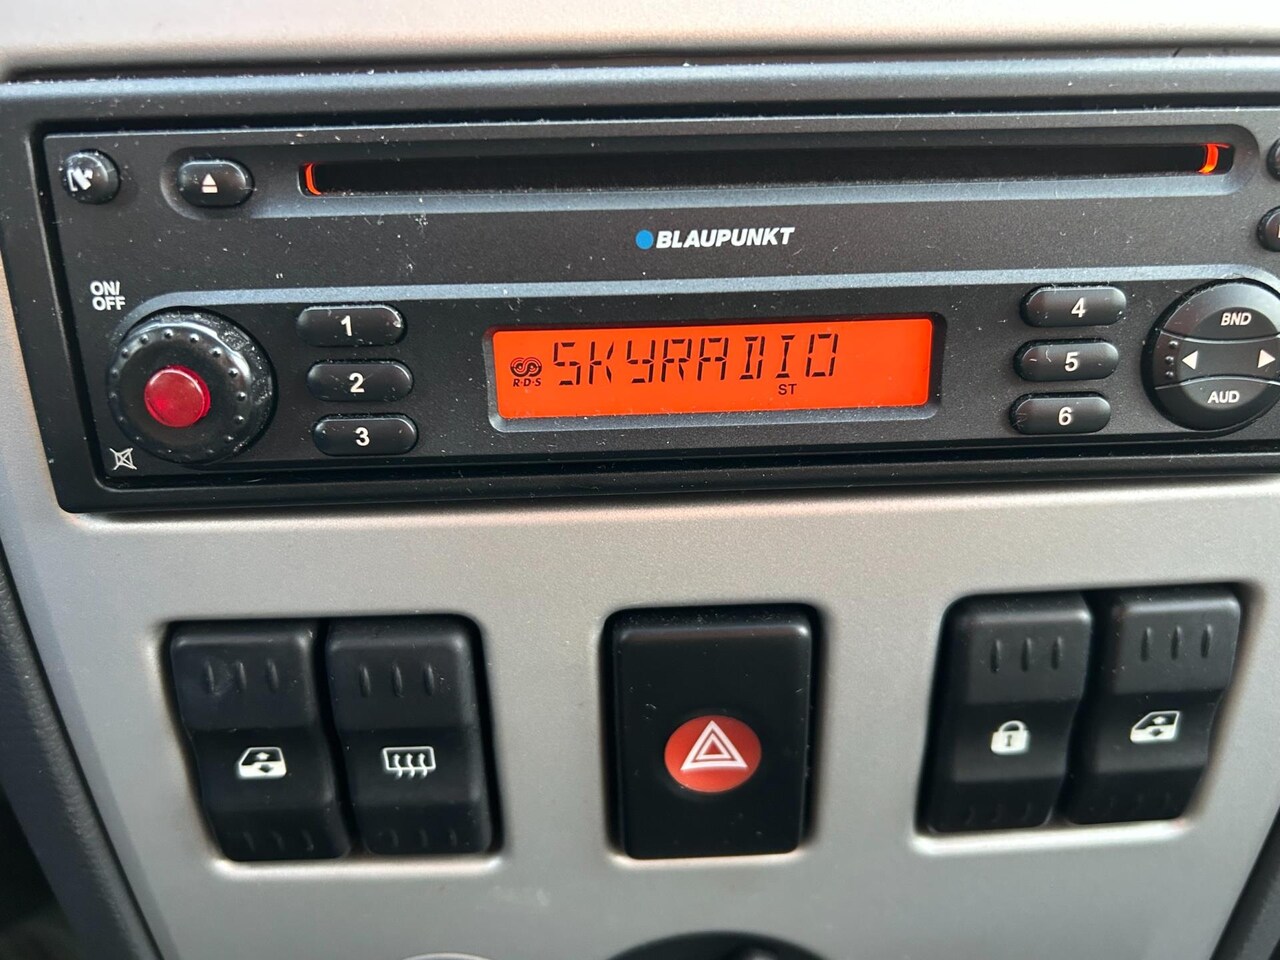 BLAUPUNKT
ON/
OFF
1
2
3
R·D·S
SKYRADIO
ST
4
5
6
BND
AUD